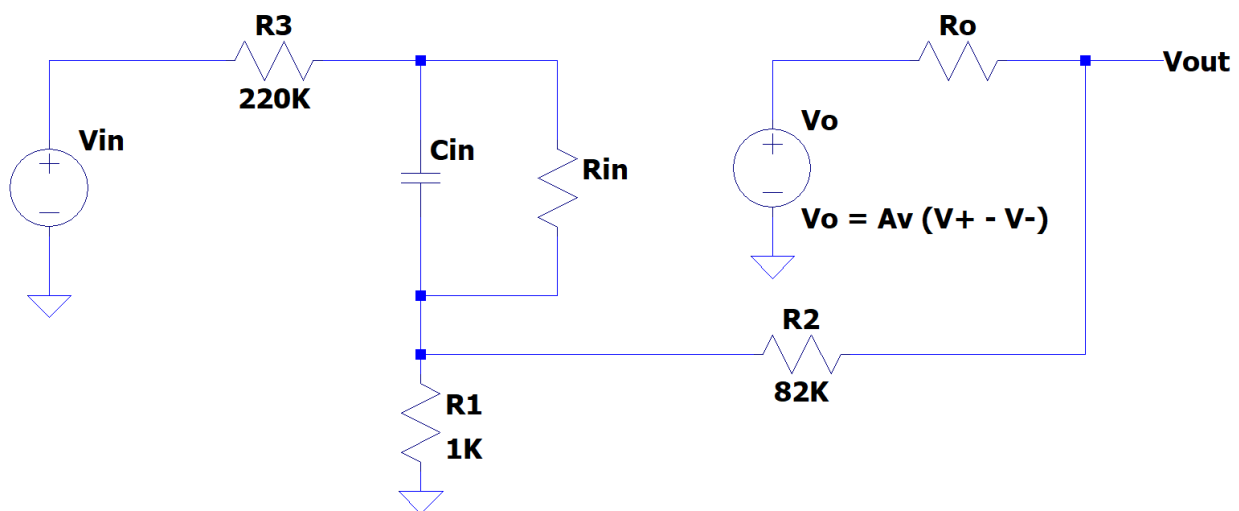 R3
220K
Vin
Cin
Rin
Ro
Vout
Vo
Vo = Av (V+ - V-)
R2
82K
R1
1K